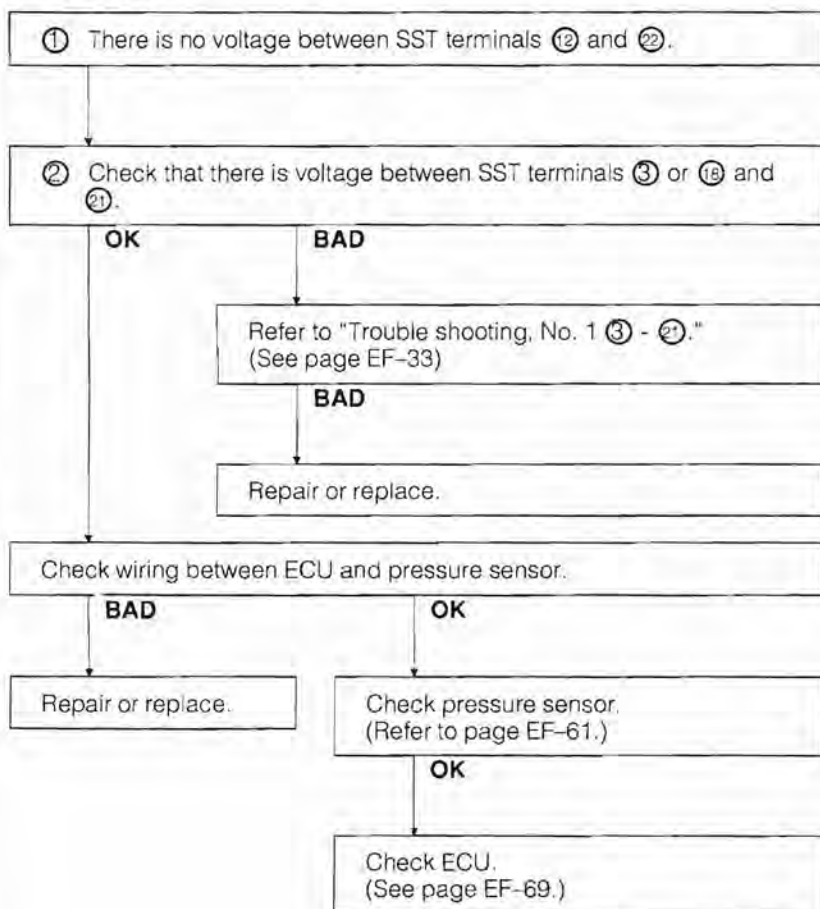 ① There is no voltage between SST terminals ⑫ and ㉒.
② Check that there is voltage between SST terminals ③ or ⑱ and
㉑.
OK
BAD
Refer to "Trouble shooting, No. 1 ③ - ㉑."
(See page EF–33)
BAD
Repair or replace.
Check wiring between ECU and pressure sensor.
BAD
OK
Repair or replace.
Check pressure sensor.
(Refer to page EF–61.)
OK
Check ECU.
(See page EF–69.)